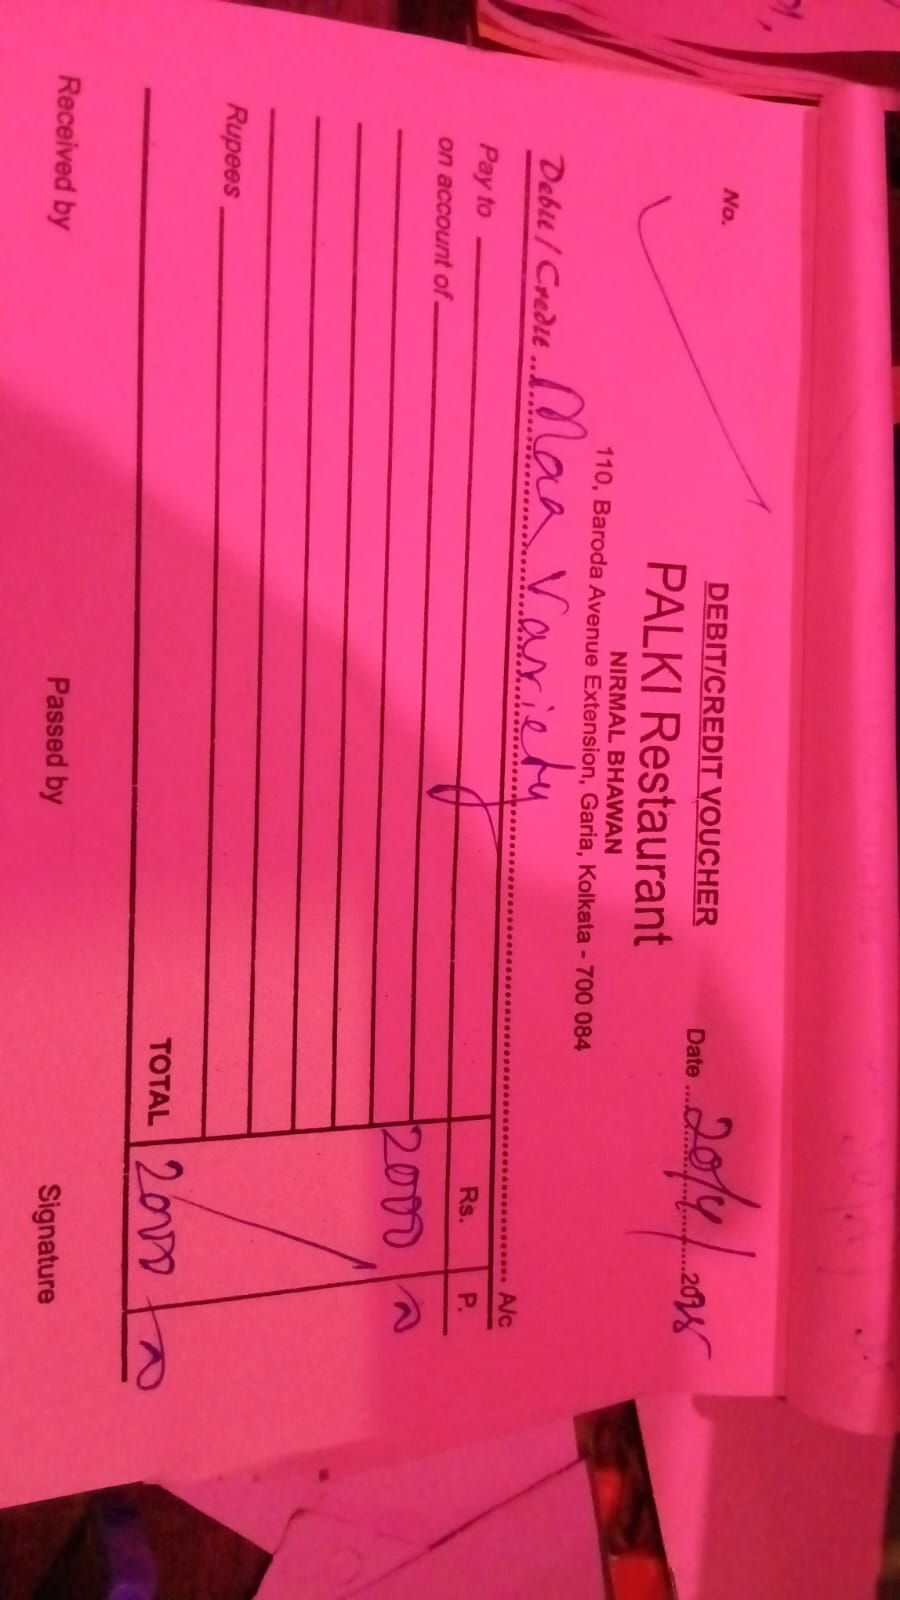 No.
DEBIT/CREDIT VOUCHER
PALKI Restaurant
Date 20/4/2025
NIRMAL BHAWAN
110, Baroda Avenue Extension, Garia, Kolkata - 700 084
Debit / Credit Maa Variety A/c
Pay to
Rs. P.
on account of
2000
Rupees
TOTAL 2000
Received by Passed by Signature